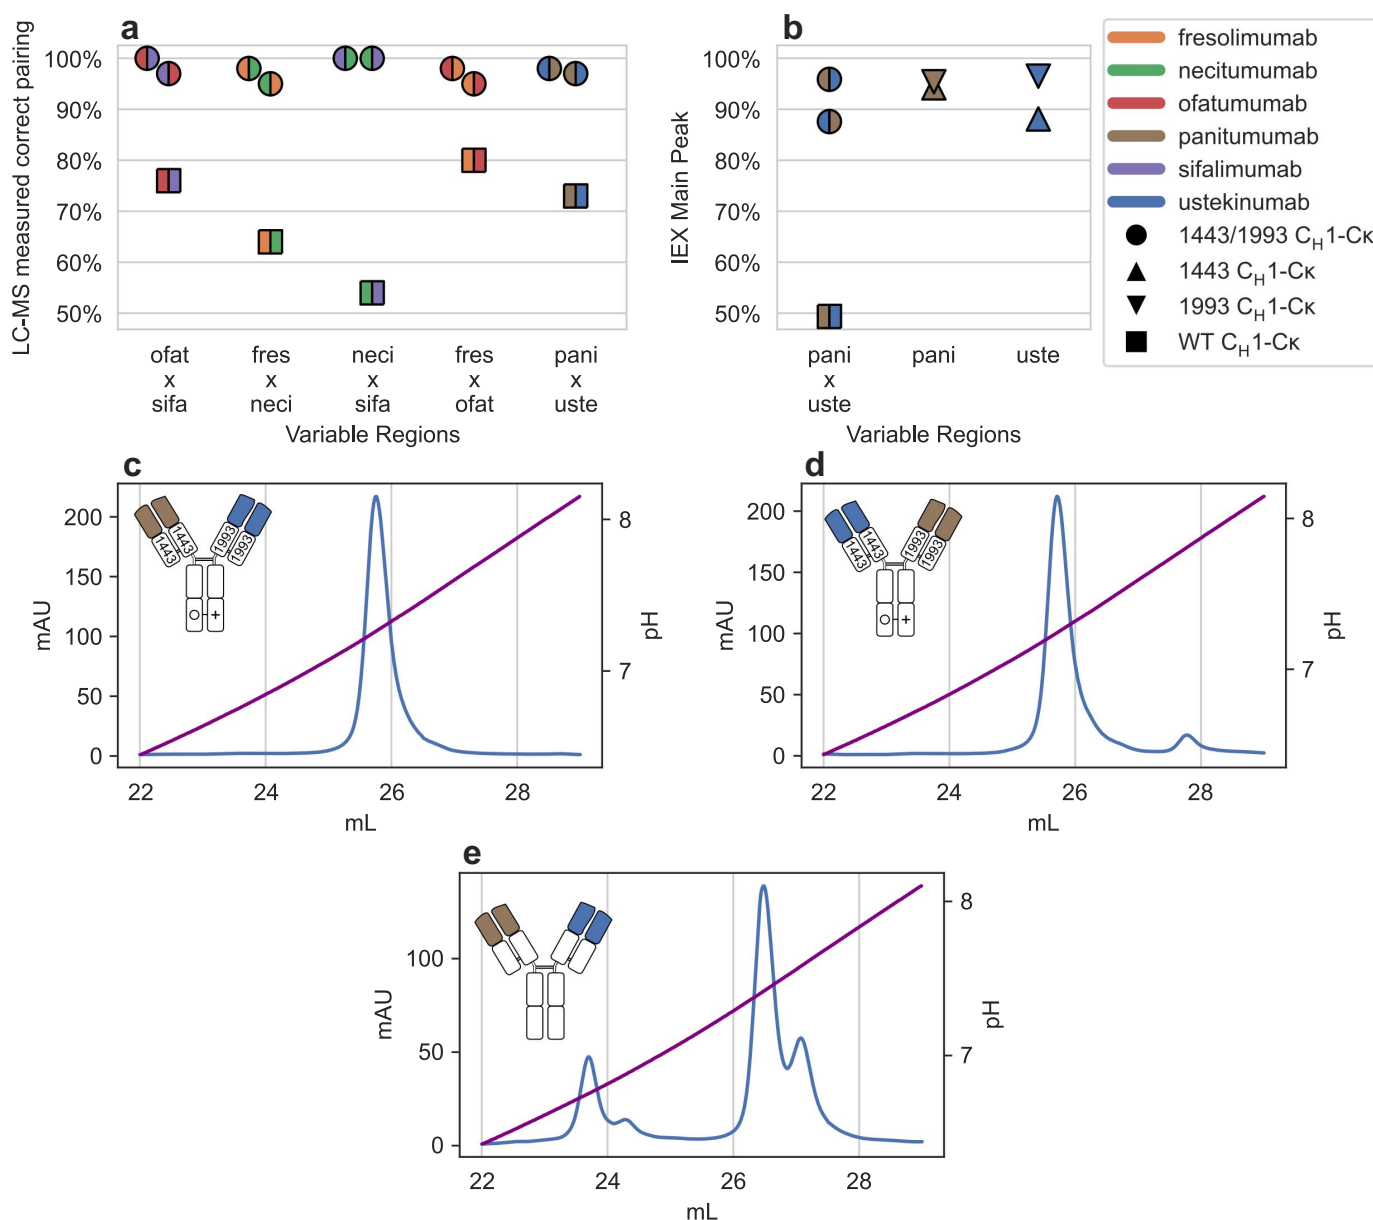 a
LC-MS measured correct pairing
100%
90%
80%
70%
60%
50%
ofat x sifa
fres x neci
neci x sifa
fres x ofat
pani x uste
Variable Regions
b
IEX Main Peak
100%
90%
80%
70%
60%
50%
pani x uste
pani
uste
Variable Regions
fresolimumab
necitumumab
ofatumumab
panitumumab
sifalimumab
ustekinumab
1443/1993 CH1-Cκ
1443 CH1-Cκ
1993 CH1-Cκ
WT CH1-Cκ
c
mAU
200
150
100
50
0
1443
1443
1993
1993
+
8
7
pH
22 24 26 28
mL
d
mAU
200
150
100
50
0
1443
1443
1993
1993
+
8
7
pH
22 24 26 28
mL
e
mAU
100
50
0
8
7
pH
22 24 26 28
mL